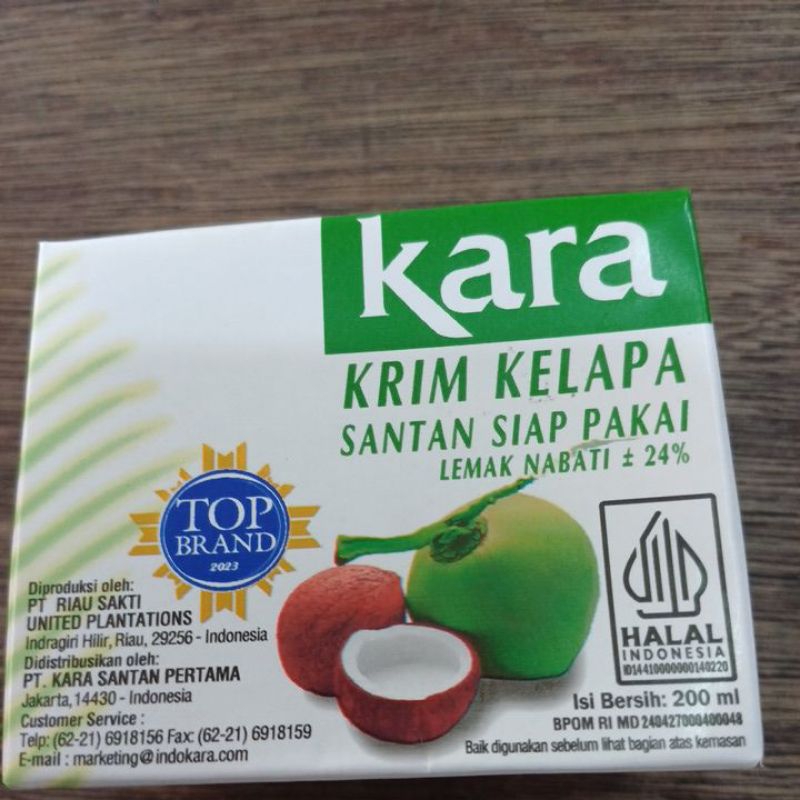 kara
KRIM KELAPA
SANTAN SIAP PAKAI
LEMAK NABATI ± 24%
TOP
BRAND
2023
Diproduksi oleh:
PT RIAU SAKTI
UNITED PLANTATIONS
Indragiri Hilir, Riau, 29256 - Indonesia
Didistribusikan oleh:
PT. KARA SANTAN PERTAMA
Jakarta, 14430 - Indonesia
Customer Service :
Telp: (62-21) 6918156 Fax: (62-21) 6918159
E-mail : marketing@indokara.com
HALAL
INDONESIA
ID14410000000140220
Isi Bersih: 200 ml
BPOM RI MD 240427000400048
Baik digunakan sebelum lihat bagian atas kemasan